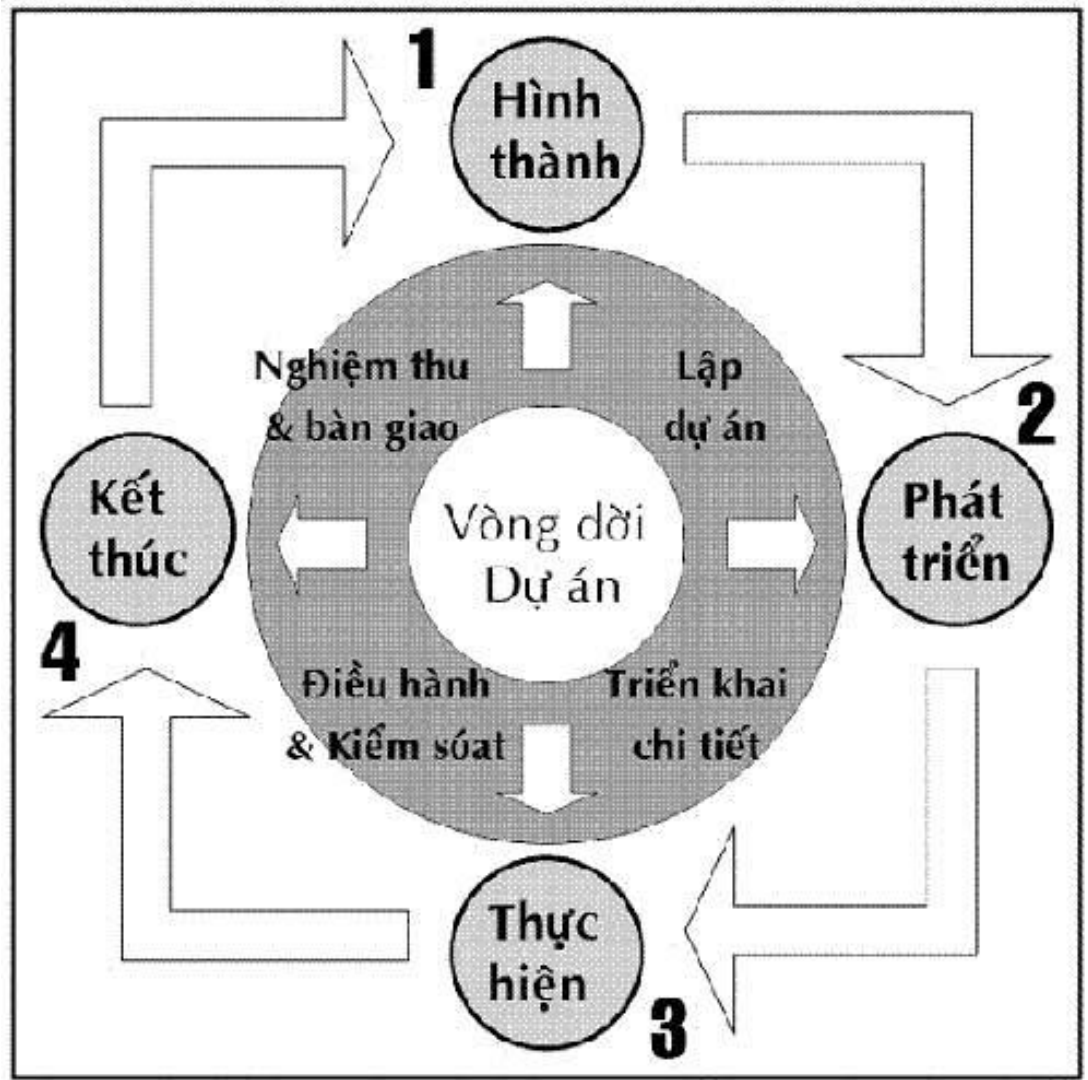 1
Hình
thành
Nghiệm thu
& bàn giao
Lập
dự án
2
Kết
thúc
4
Vòng dời
Dự án
Phát
triển
Điều hành
& Kiểm sóat
Triển khai
chi tiết
Thực
hiện
3